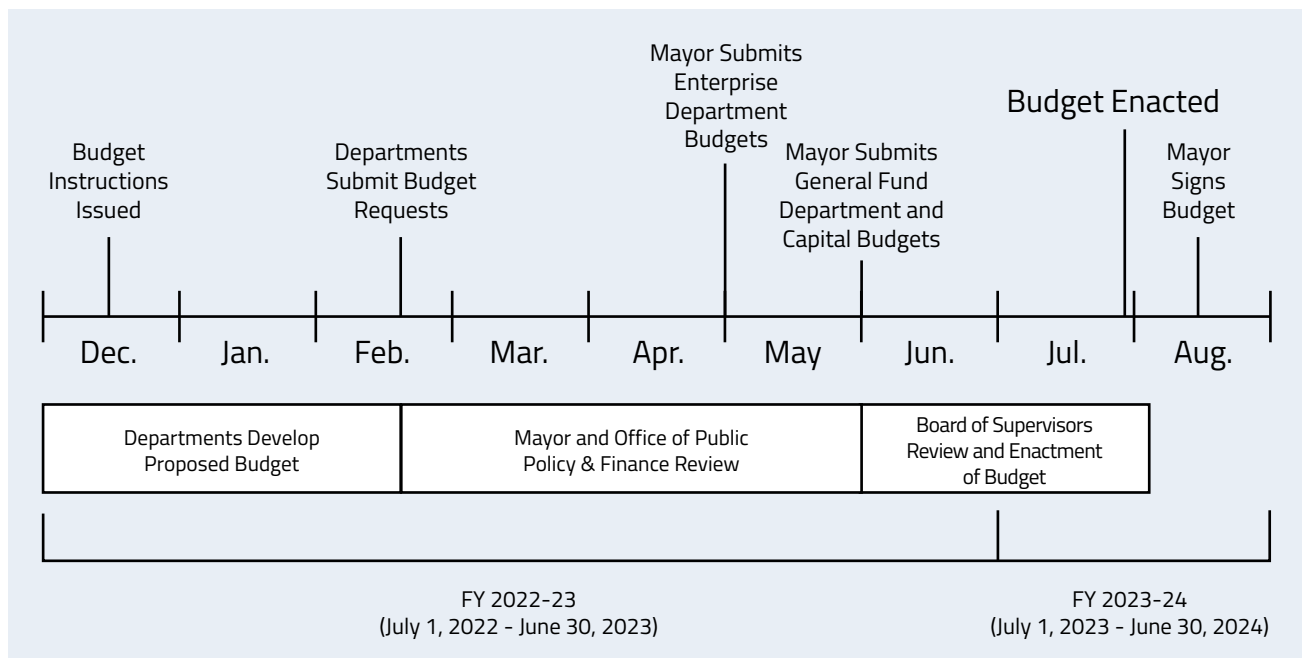 Mayor Submits
Enterprise
Department
Budgets
Budget Enacted
Budget
Instructions
Issued
Departments
Submit Budget
Requests
Mayor Submits
General Fund
Department and
Capital Budgets
Mayor
Signs
Budget
Dec. Jan. Feb. Mar. Apr. May Jun. Jul. Aug.
Departments Develop
Proposed Budget
Mayor and Office of Public
Policy & Finance Review
Board of Supervisors
Review and Enactment
of Budget
FY 2022-23
(July 1, 2022 - June 30, 2023)
FY 2023-24
(July 1, 2023 - June 30, 2024)